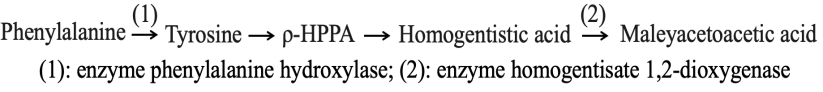 Phenylalanine (1)→ Tyrosine → ρ-HPPA → Homogentistic acid (2)→ Maleyacetoacetic acid
(1): enzyme phenylalanine hydroxylase; (2): enzyme homogentisate 1,2-dioxygenase